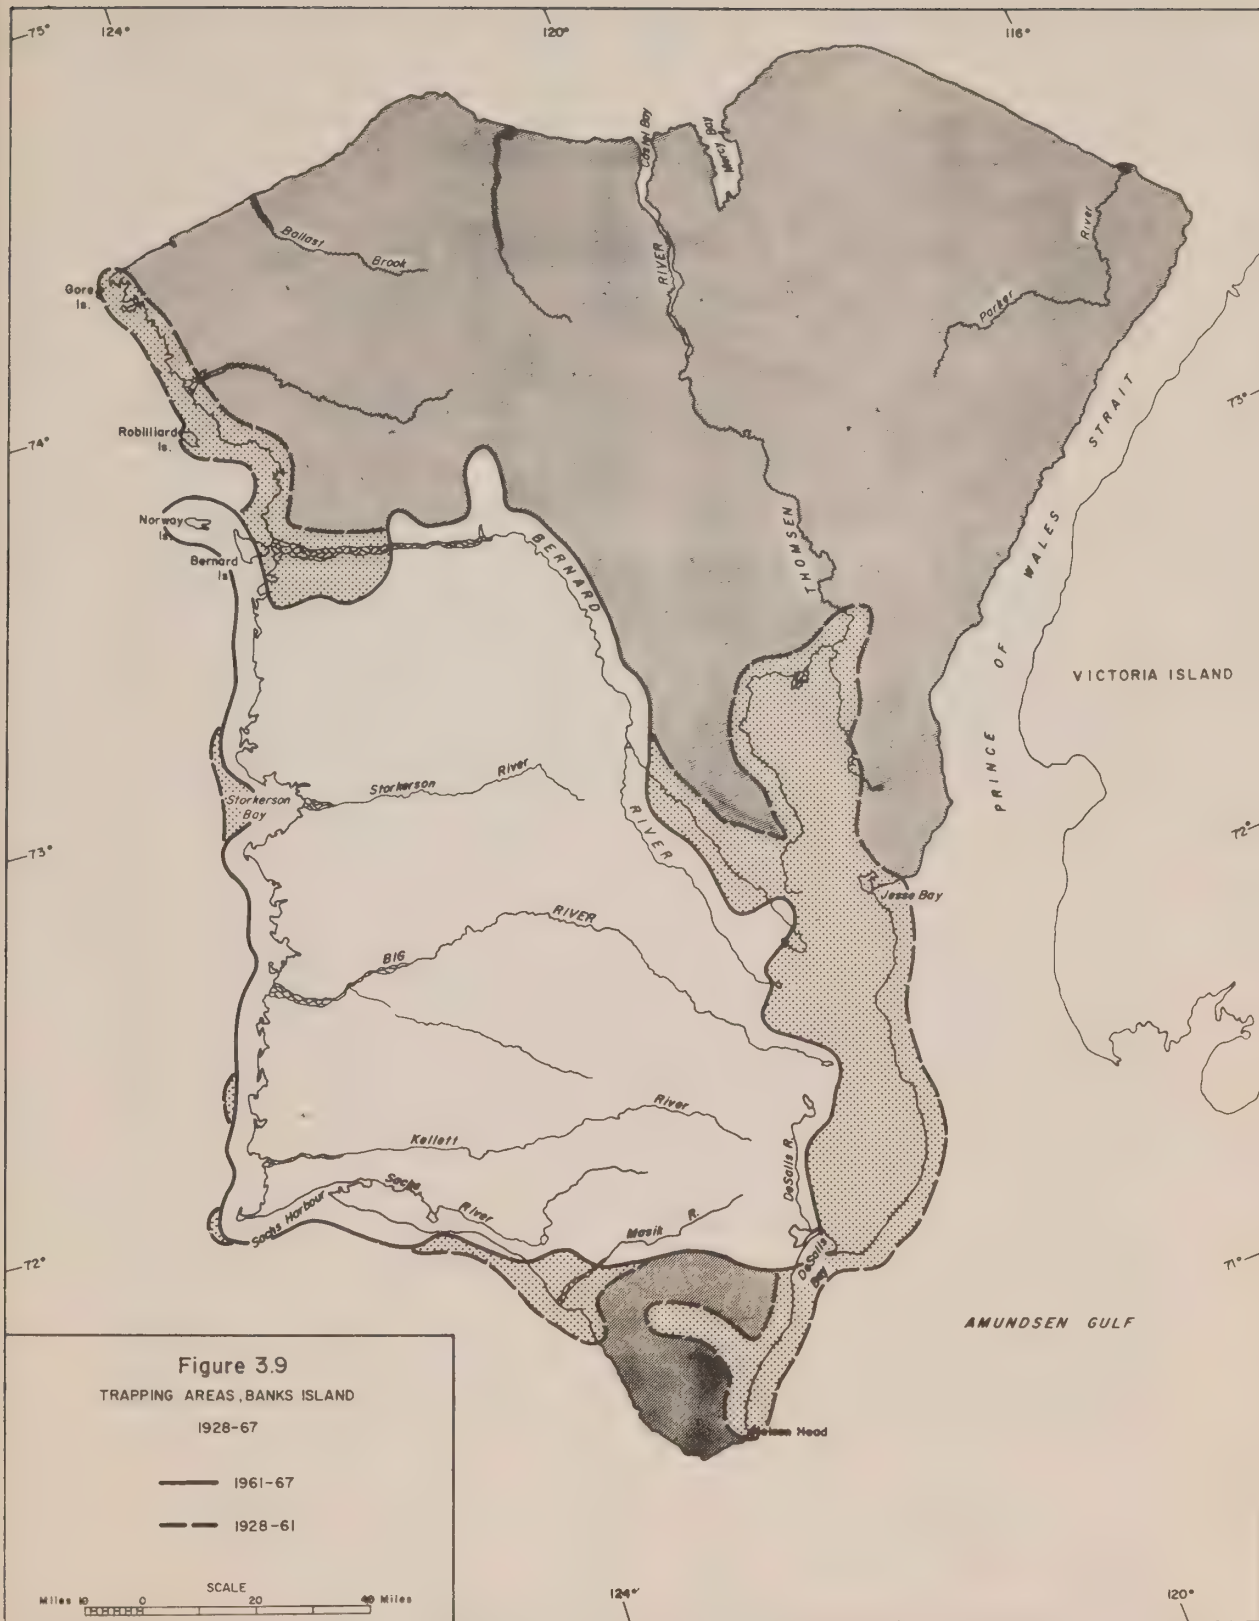 75° 124° 120° 116°
Castel Bay
Mercy Bay
Ballast Brook
RIVER
River
Parker
Gore Is.
73°
PRINCE OF WALES STRAIT
Robilliard Is.
74°
Norway Is.
Bernard Is
BERNARD
THOMSEN
VICTORIA ISLAND
Storkerson River
Storkerson Bay
RIVER
72°
73°
Jesse Bay
RIVER
BIG
River
Kellett
DeSalis R.
Sachs
River
Sachs Harbour
Masik R.
DeSalis Bay
72°
71°
AMUNDSEN GULF
Nelson Head
Figure 3.9
TRAPPING AREAS, BANKS ISLAND
1928-67
1961-67
1928-61
SCALE
Miles 10 0 20 40 Miles
124° 120°